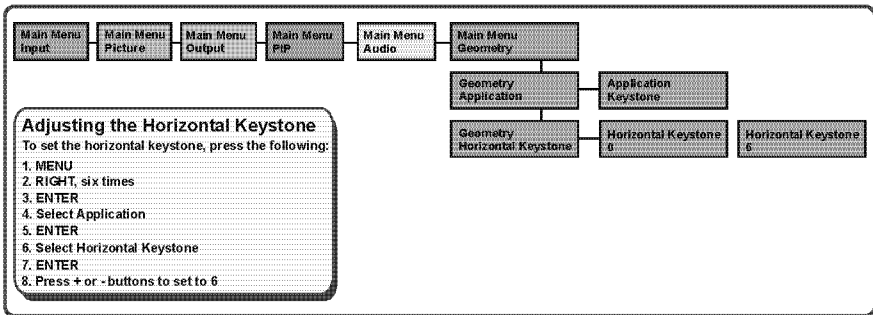 Main Menu
Input
Main Menu
Picture
Main Menu
Output
Main Menu
PIP
Main Menu
Audio
Main Menu
Geometry
Geometry
Application
Application
Keystone
Geometry
Horizontal Keystone
Horizontal Keystone
0
Horizontal Keystone
6
Adjusting the Horizontal Keystone
To set the horizontal keystone, press the following:
1. MENU
2. RIGHT, six times
3. ENTER
4. Select Application
5. ENTER
6. Select Horizontal Keystone
7. ENTER
8. Press + or - buttons to set to 6